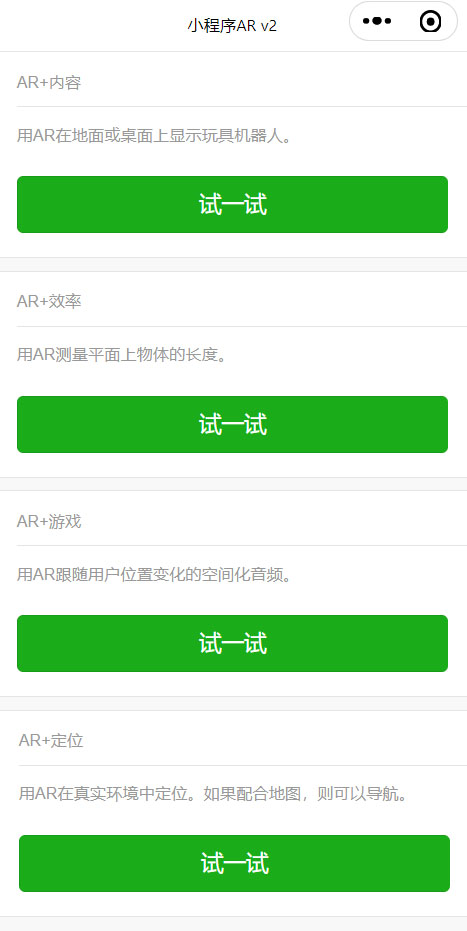 小程序AR v2
AR+内容
用AR在地面或桌面上显示玩具机器人。
试一试
AR+效率
用AR测量平面上物体的长度。
试一试
AR+游戏
用AR跟随用户位置变化的空间化音频。
试一试
AR+定位
用AR在真实环境中定位。如果配合地图，则可以导航。
试一试